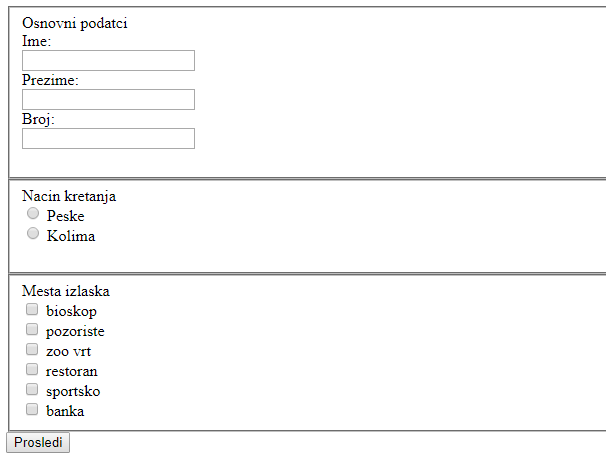 Osnovni podatci
Ime:
Prezime:
Broj:
Nacin kretanja
Peske
Kolima
Mesta izlaska
bioskop
pozoriste
zoo vrt
restoran
sportsko
banka
Prosledi